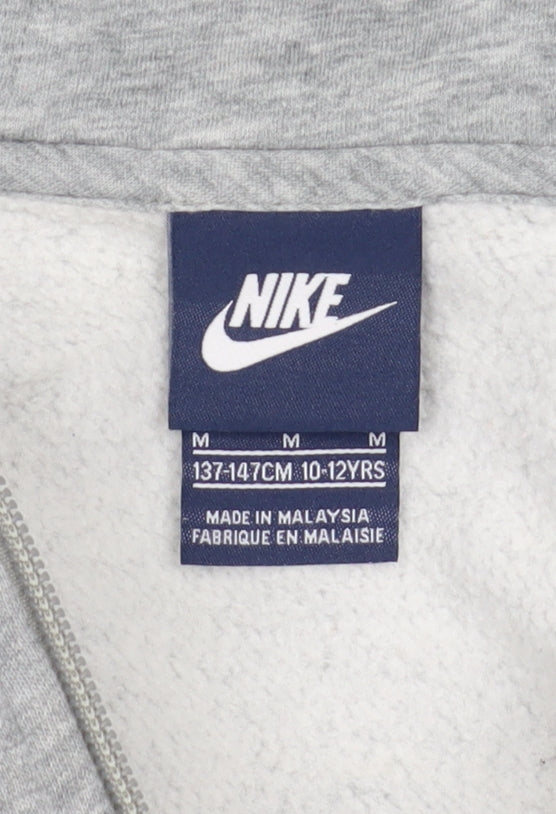 NIKE
M M M
137-147CM 10-12YRS
MADE IN MALAYSIA
FABRIQUE EN MALAISIE